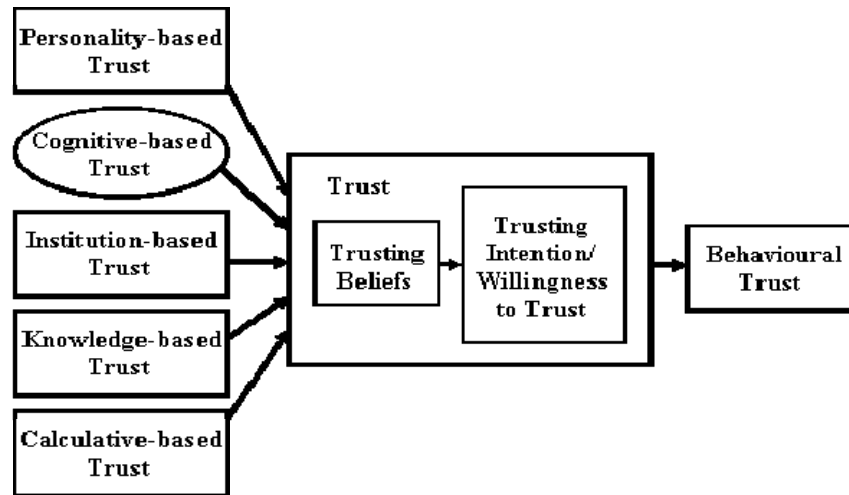 Personality-based
Trust
Cognitive-based
Trust
Institution-based
Trust
Knowledge-based
Trust
Calculative-based
Trust
Trust
Trusting
Beliefs
Trusting
Intention/
Willingness
to Trust
Behavioural
Trust